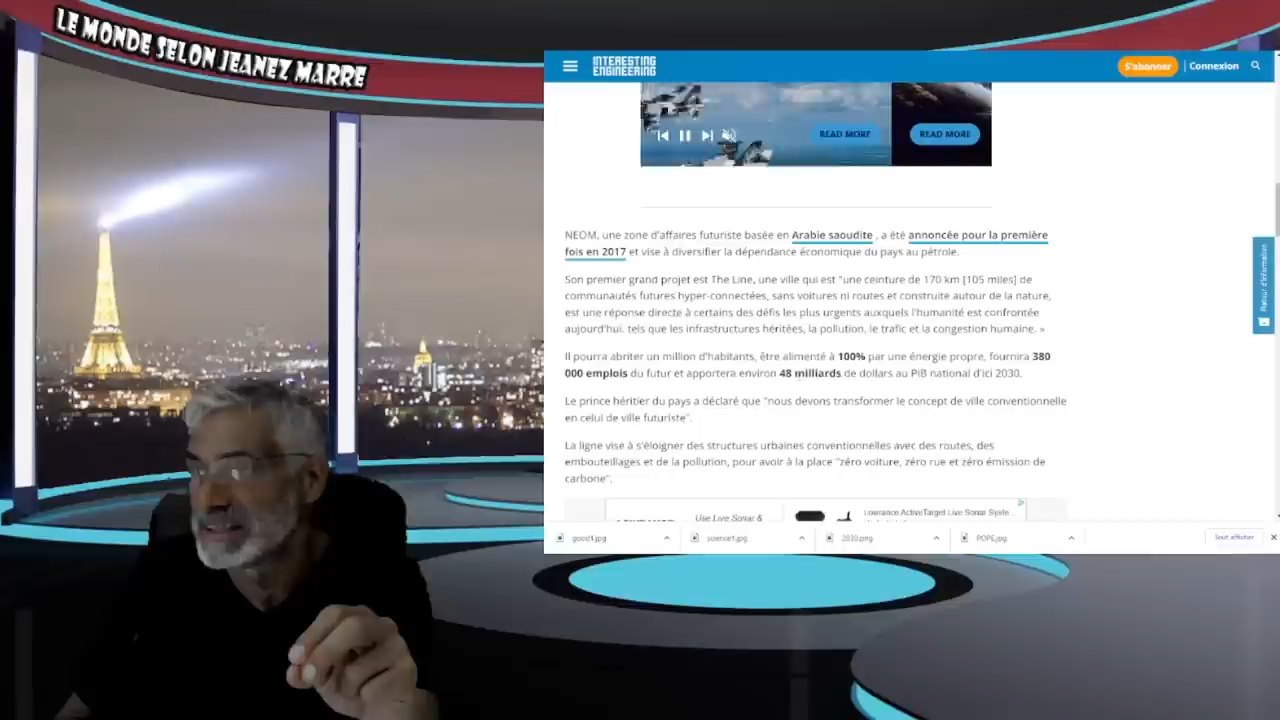 LE MONDE SELON JEANEZ MARRE
INTERESTING
ENGINEERING
S'abonner
Connexion
READ MORE
READ MORE
NEOM, une zone d'affaires futuriste basée en Arabie saoudite , a été annoncée pour la première
fois en 2017 et vise à diversifier la dépendance économique du pays au pétrole.
Son premier grand projet est The Line, une ville qui est "une ceinture de 170 km [105 miles] de
communautés futures hyper-connectées, sans voitures ni routes et construite autour de la nature,
est une réponse directe à certains des défis les plus urgents auxquels l'humanité est confrontée
aujourd'hui. tels que les infrastructures héritées, la pollution, le trafic et la congestion humaine. »
Il pourra abriter un million d'habitants, être alimenté à 100% par une énergie propre, fournira 380
000 emplois du futur et apportera environ 48 milliards de dollars au PIB national d'ici 2030.
Le prince héritier du pays a déclaré que "nous devons transformer le concept de ville conventionnelle
en celui de ville futuriste".
La ligne vise à s'éloigner des structures urbaines conventionnelles avec des routes, des
embouteillages et de la pollution, pour avoir à la place "zéro voiture, zéro rue et zéro émission de
carbone".
Retour d'information
Use Live Sonar &
Lowrance ActiveTarget Live Sonar Syste...
good1.jpg
science1.jpg
2030.png
POPE.jpg
Tout afficher